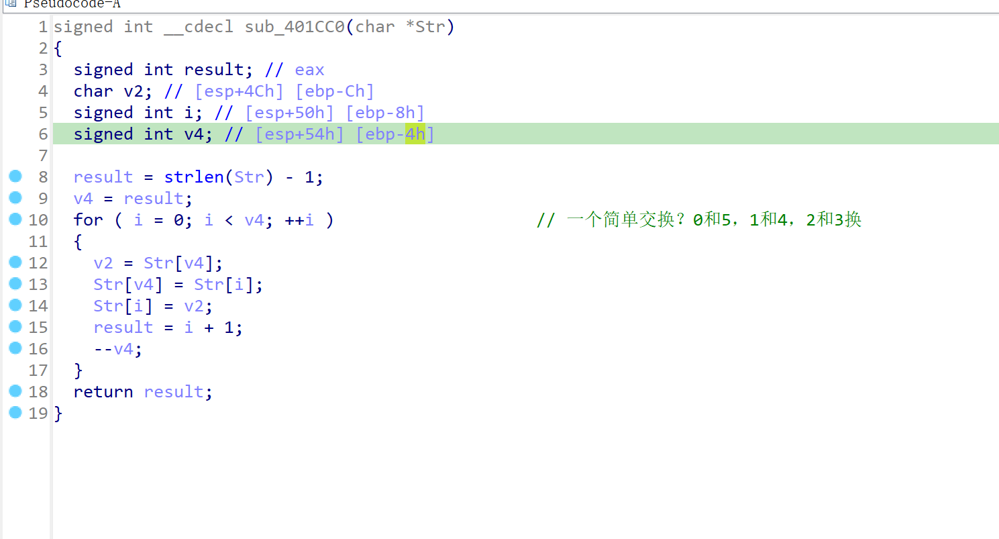 Pseudocode-A
1 signed int __cdecl sub_401CC0(char *Str)
2 {
3   signed int result; // eax
4   char v2; // [esp+4Ch] [ebp-Ch]
5   signed int i; // [esp+50h] [ebp-8h]
6   signed int v4; // [esp+54h] [ebp-4h]
7
8   result = strlen(Str) - 1;
9   v4 = result;
10   for ( i = 0; i < v4; ++i )                    // 一个简单交换？0和5，1和4，2和3换
11   {
12     v2 = Str[v4];
13     Str[v4] = Str[i];
14     Str[i] = v2;
15     result = i + 1;
16     --v4;
17   }
18   return result;
19 }